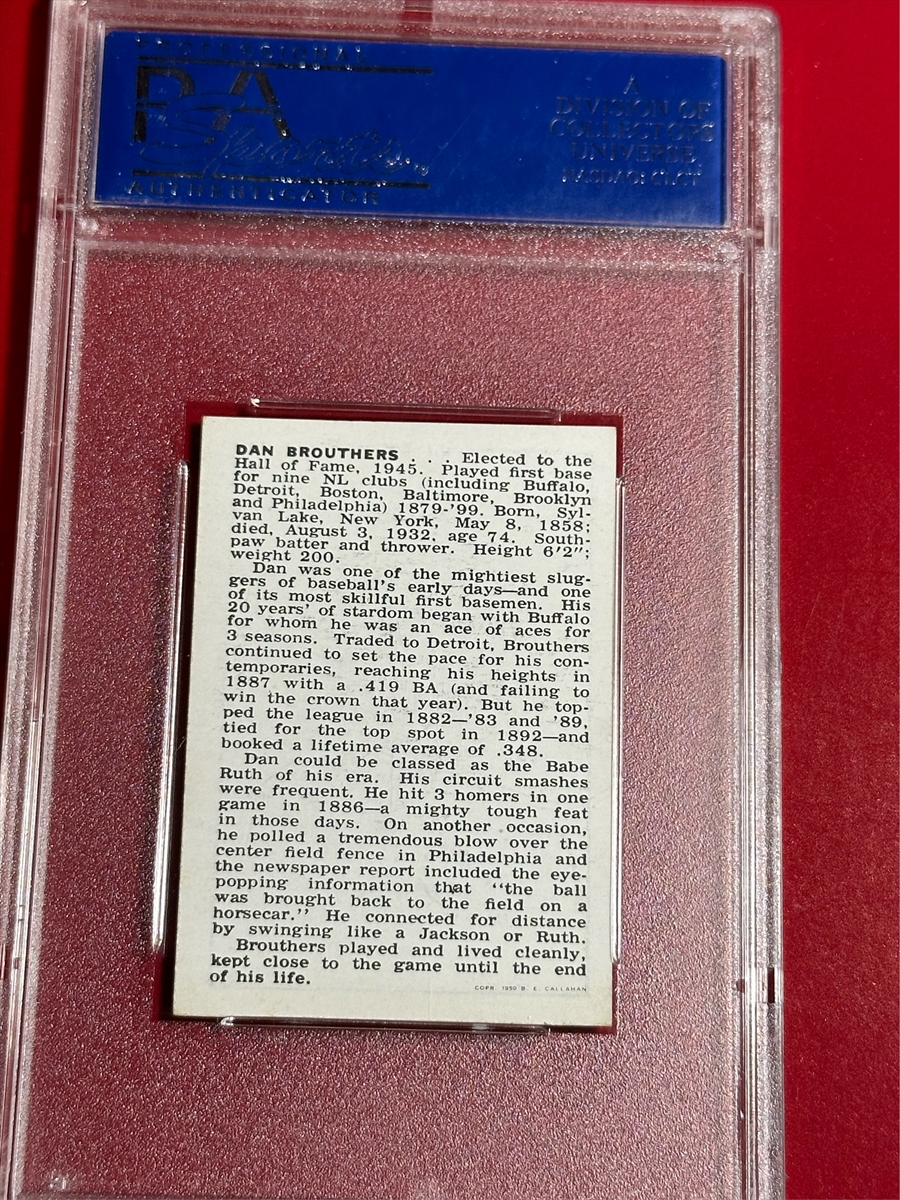 PROFESSIONAL
PSA
Sports
AUTHENTICATOR
A
DIVISION OF
COLLECTORS
UNIVERSE
NASDAQ: CLCT
DAN BROUTHERS . . . Elected to the
Hall of Fame, 1945. Played first base
for nine NL clubs (including Buffalo,
Detroit, Boston, Baltimore, Brooklyn
and Philadelphia) 1879-'99. Born, Syl-
van Lake, New York, May 8, 1858;
died, August 3, 1932, age 74. South-
paw batter and thrower. Height 6'2";
weight 200.
Dan was one of the mightiest slug-
gers of baseball's early days—and one
of its most skillful first basemen. His
20 years' of stardom began with Buffalo
for whom he was an ace of aces for
3 seasons. Traded to Detroit, Brouthers
continued to set the pace for his con-
temporaries, reaching his heights in
1887 with a .419 BA (and failing to
win the crown that year). But he top-
ped the league in 1882—'83 and '89,
tied for the top spot in 1892—and
booked a lifetime average of .348.
Dan could be classed as the Babe
Ruth of his era. His circuit smashes
were frequent. He hit 3 homers in one
game in 1886—a mighty tough feat
in those days. On another occasion,
he polled a tremendous blow over the
center field fence in Philadelphia and
the newspaper report included the eye-
popping information that "the ball
was brought back to the field on a
horsecar." He connected for distance
by swinging like a Jackson or Ruth.
Brouthers played and lived cleanly,
kept close to the game until the end
of his life.
COPR. 1950 B. E. CALLAHAN